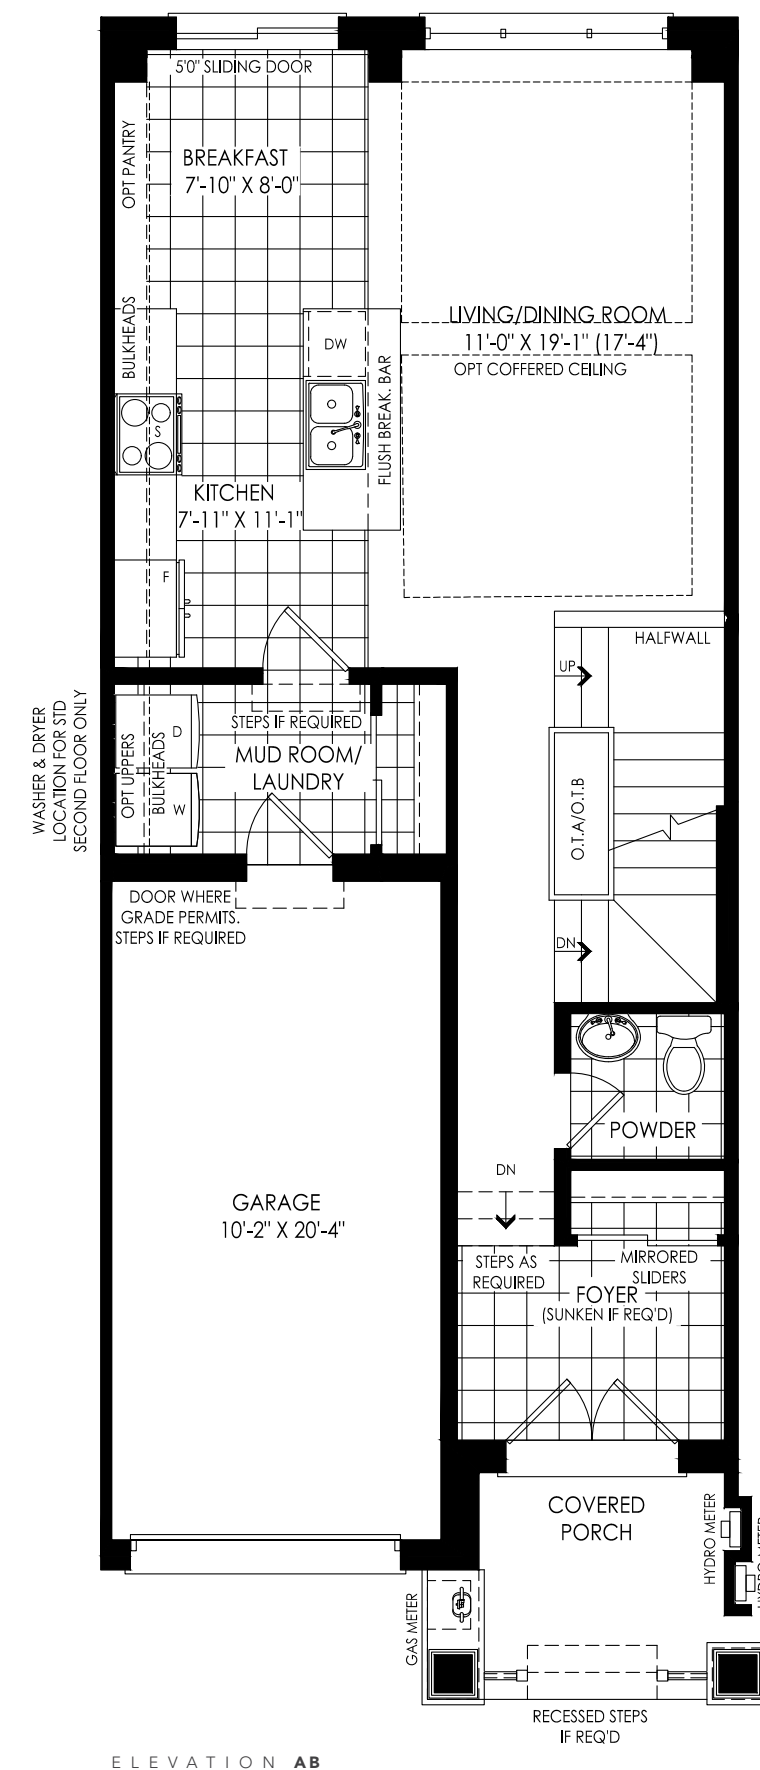 5'0" SLIDING DOOR
OPT PANTRY
BREAKFAST
7'-10" X 8'-0"
BULKHEADS
DW
LIVING/DINING ROOM
11'-0" X 19'-1" (17'-4")
OPT COFFERED CEILING
FLUSH BREAK. BAR
S
KITCHEN
7'-11" X 11'-1"
F
HALFWALL
UP
WASHER & DRYER
LOCATION FOR STD
SECOND FLOOR ONLY
OPT UPPERS
BULKHEADS
D
W
STEPS IF REQUIRED
MUD ROOM/
LAUNDRY
O.T.A/O.T.B
DOOR WHERE
GRADE PERMITS.
STEPS IF REQUIRED
DN
POWDER
DN
GARAGE
10'-2" X 20'-4"
STEPS AS
REQUIRED
MIRRORED
SLIDERS
FOYER
(SUNKEN IF REQ'D)
COVERED
PORCH
HYDRO METER
HYDRO METER
GAS METER
RECESSED STEPS
IF REQ'D
ELEVATION AB